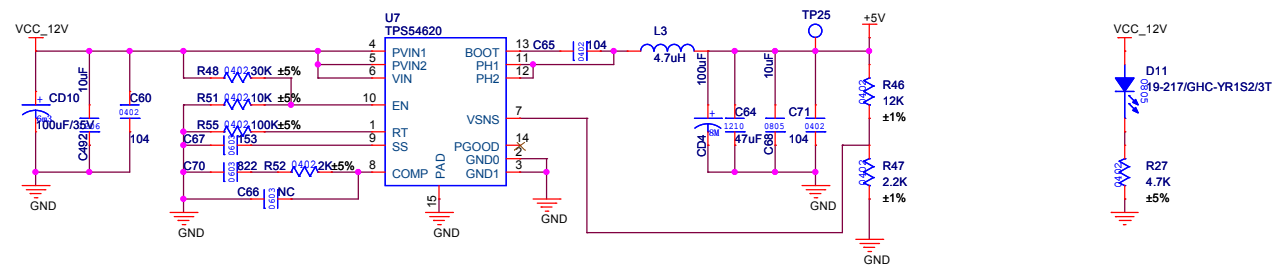 VCC_12V
CD10
100uF/35V
10uF
C492
C60
0402
104
R48
0402
30K
±5%
R51
0402
10K
±5%
R55
0402
100K
±5%
C67
0603
153
C70
0603
822
R52
0402
2K
±5%
C66
0603
NC
GND
GND
U7
TPS54620
4
PVIN1
5
PVIN2
6
VIN
10
EN
1
RT
9
SS
8
COMP
PAD
15
GND
BOOT
13
PH1
11
PH2
12
VSNS
7
PGOOD
14
GND0
2
GND1
3
GND
C65
0402
104
L3
4.7uH
TP25
+5V
100uF
CD4
C64
1210
47uF
10uF
0805
C68
C71
0402
104
GND
R46
0402
12K
±1%
R47
0402
2.2K
±1%
GND
VCC_12V
D11
0805
19-217/GHC-YR1S2/3T
R27
0402
4.7K
±5%
GND